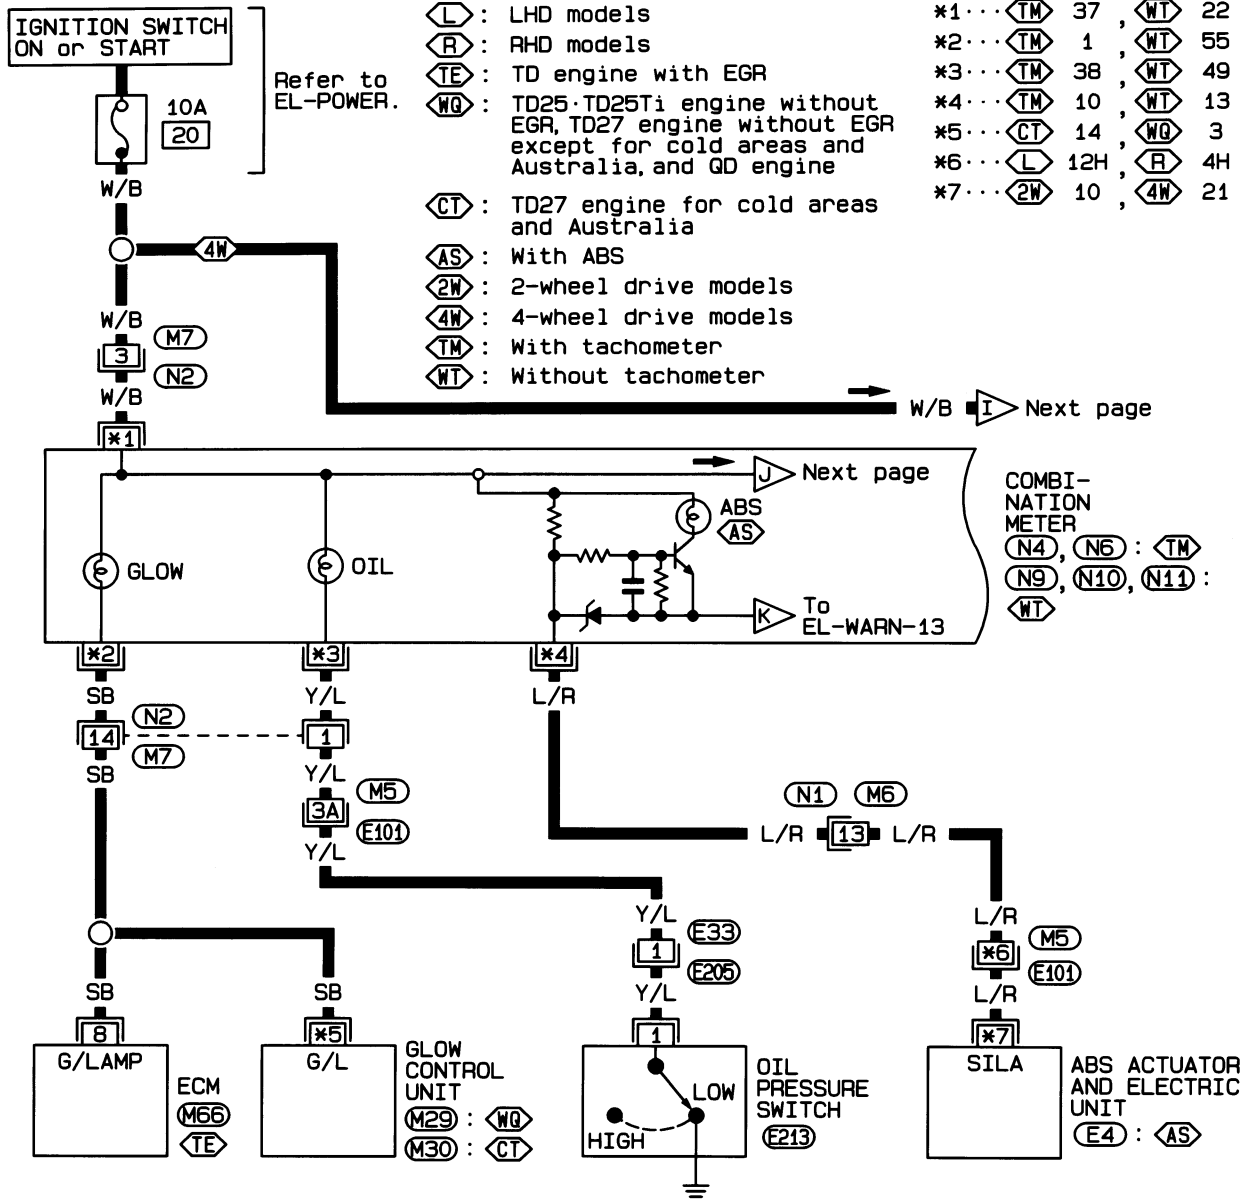 IGNITION SWITCH
ON or START
10A
20
Refer to
EL-POWER.
L : LHD models
R : RHD models
TE : TD engine with EGR
WQ : TD25·TD25Ti engine without
EGR, TD27 engine without EGR
except for cold areas and
Australia, and QD engine
CT : TD27 engine for cold areas
and Australia
AS : With ABS
2W : 2-wheel drive models
4W : 4-wheel drive models
TM : With tachometer
WT : Without tachometer
*1··· TM 37 , WT 22
*2··· TM 1 , WT 55
*3··· TM 38 , WT 49
*4··· TM 10 , WT 13
*5··· CT 14 , WQ 3
*6··· L 12H , R 4H
*7··· 2W 10 , 4W 21
W/B
4W
W/B
3
M7
N2
W/B
*1
W/B
I
Next page
J
Next page
GLOW
OIL
ABS
AS
K
To
EL-WARN-13
COMBI-
NATION
METER
N4 , N6 : TM
N9 , N10 , N11 :
WT
*2
*3
*4
SB
Y/L
L/R
14
N2
M7
1
SB
Y/L
3A
M5
E101
Y/L
N1
M6
L/R
13
L/R
Y/L
1
E33
E205
Y/L
L/R
*6
M5
E101
L/R
SB
SB
8
*5
1
*7
G/LAMP
ECM
M66
TE
G/L
GLOW
CONTROL
UNIT
M29 : WQ
M30 : CT
LOW
HIGH
OIL
PRESSURE
SWITCH
E213
SILA
ABS ACTUATOR
AND ELECTRIC
UNIT
E4 : AS